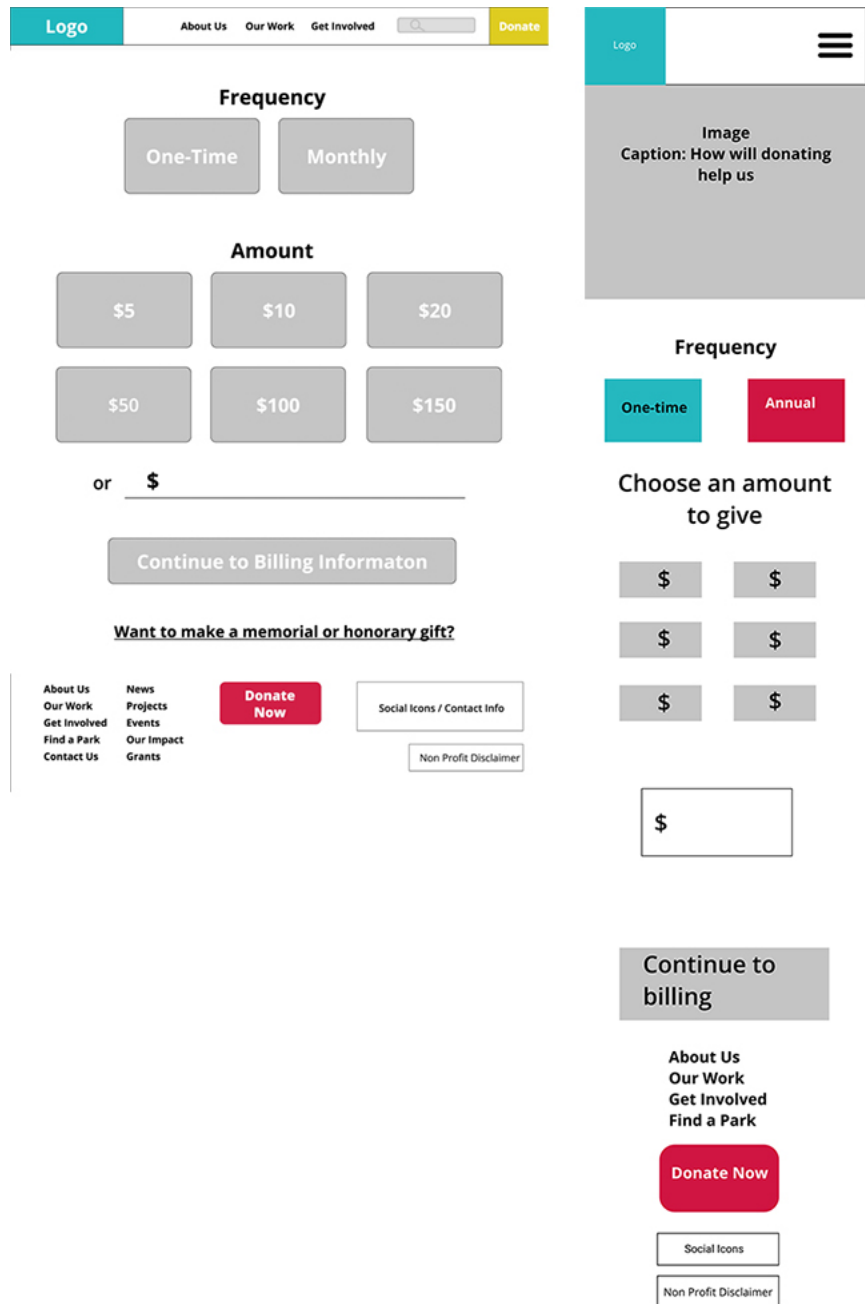 Logo
About Us Our Work Get Involved
Donate
Frequency
One-Time Monthly
Amount
$5 $10 $20
$50 $100 $150
or $
Continue to Billing Informaton
Want to make a memorial or honorary gift?
About Us
Our Work
Get Involved
Find a Park
Contact Us
News
Projects
Events
Our Impact
Grants
Donate
Now
Social Icons / Contact Info
Non Profit Disclaimer
Logo
Image
Caption: How will donating
help us
Frequency
One-time Annual
Choose an amount
to give
$ $
$ $
$ $
$
Continue to
billing
About Us
Our Work
Get Involved
Find a Park
Donate Now
Social Icons
Non Profit Disclaimer